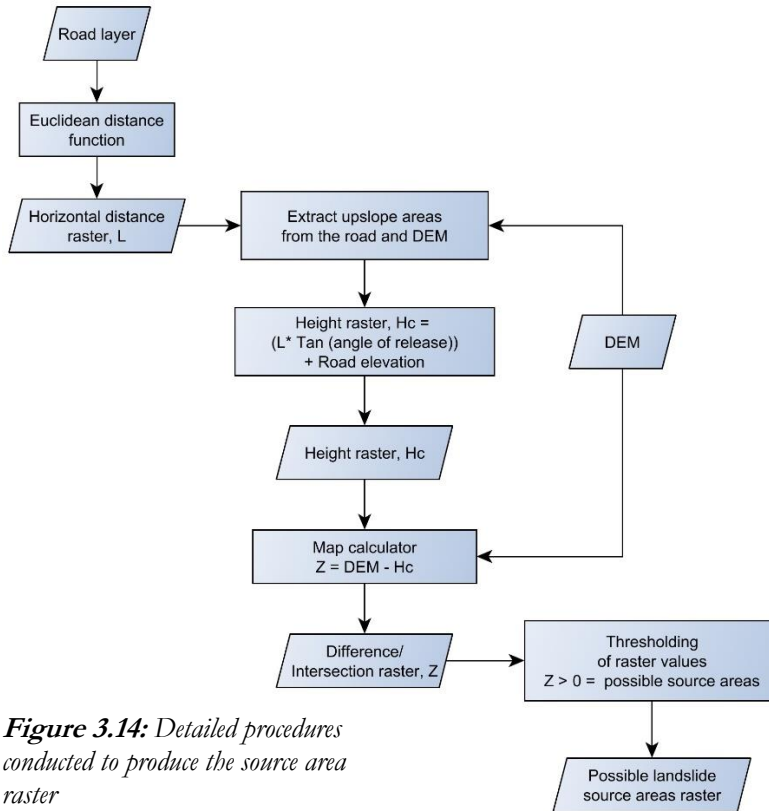 Road layer
Euclidean distance
function
Horizontal distance
raster, L
Extract upslope areas
from the road and DEM
Height raster, Hc =
(L* Tan (angle of release))
+ Road elevation
DEM
Height raster, Hc
Map calculator
Z = DEM - Hc
Difference/
Intersection raster, Z
Thresholding
of raster values
Z > 0 = possible source areas
Possible landslide
source areas raster
Figure 3.14: Detailed procedures
conducted to produce the source area
raster